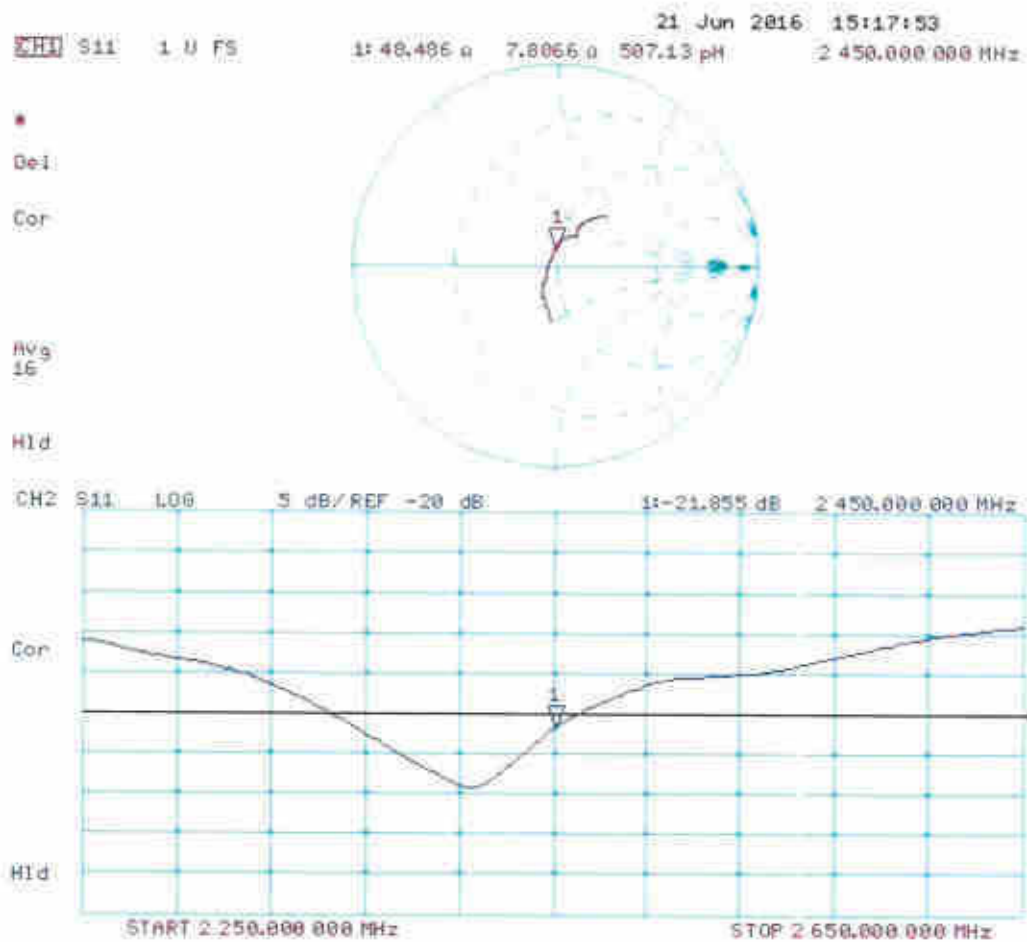 21 Jun 2016 15:17:53
CH1 S11 1 U FS 1: 48.486 Ω 7.8066 Ω 507.13 pH 2 450.000 000 MHz
*
Del
1
Cor
Avg
16
Hld
CH2 S11 LOG 5 dB/REF -20 dB 1:-21.855 dB 2 450.000 000 MHz
Cor
1
Hld
START 2 250.000 000 MHz STOP 2 650.000 000 MHz